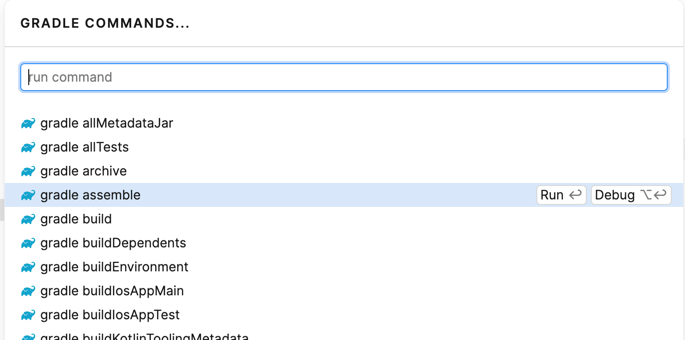 GRADLE COMMANDS...
run command
gradle allMetadataJar
gradle allTests
gradle archive
gradle assemble Run ↩ Debug ⌥↩
gradle build
gradle buildDependents
gradle buildEnvironment
gradle buildIosAppMain
gradle buildIosAppTest
gradle buildKotlinToolingMetadata